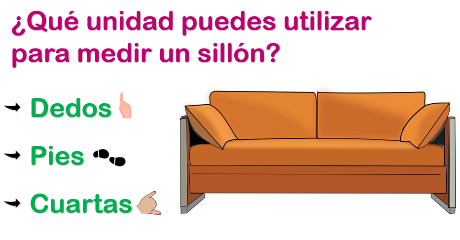 ¿Qué unidad puedes utilizar
para medir un sillón?
Dedos
Pies
Cuartas